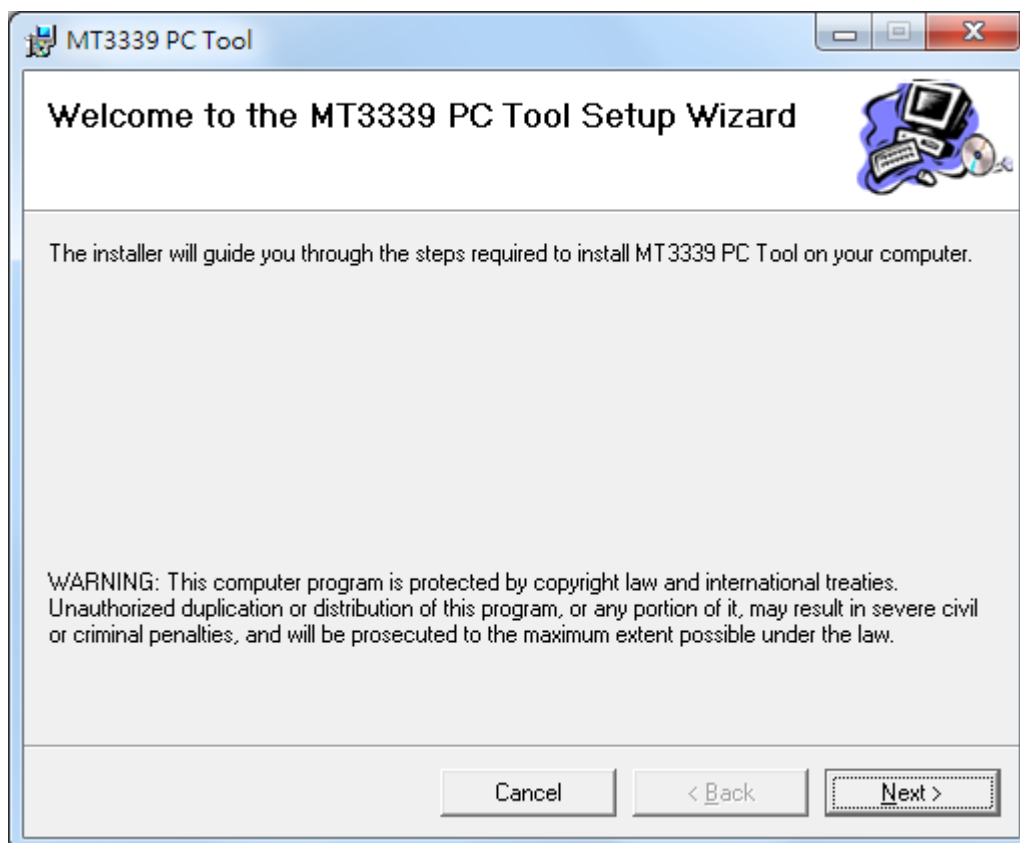 MT3339 PC Tool
Welcome to the MT3339 PC Tool Setup Wizard
The installer will guide you through the steps required to install MT3339 PC Tool on your computer.
WARNING: This computer program is protected by copyright law and international treaties.
Unauthorized duplication or distribution of this program, or any portion of it, may result in severe civil
or criminal penalties, and will be prosecuted to the maximum extent possible under the law.
Cancel
< Back
Next >